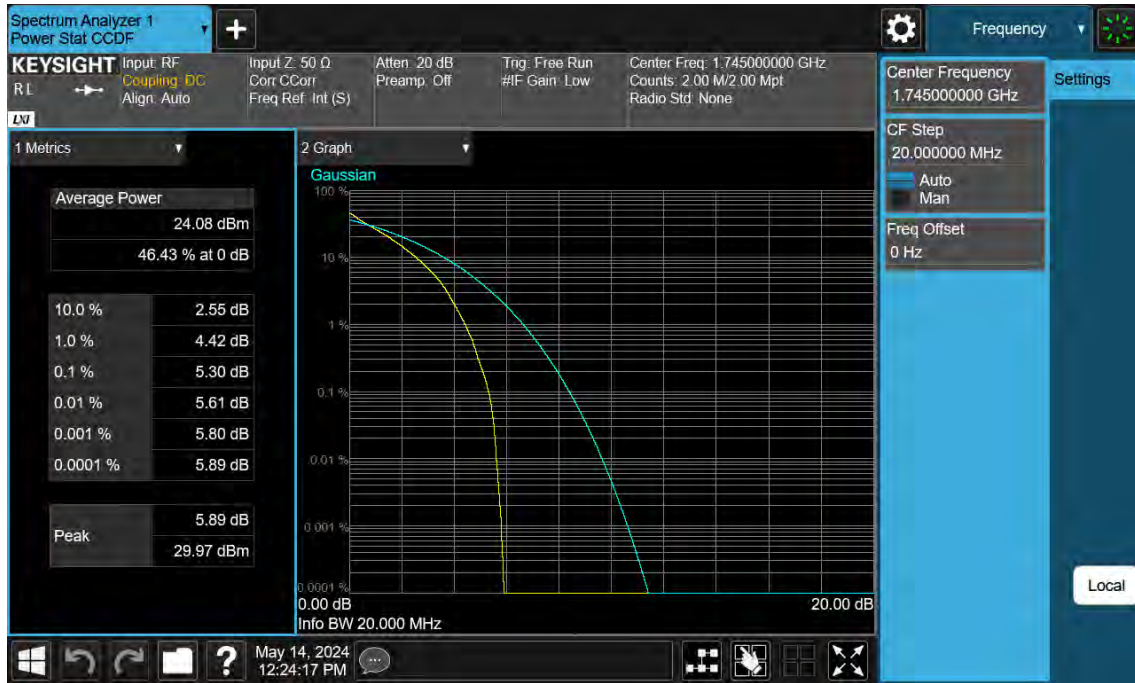 Spectrum Analyzer 1
Power Stat CCDF
Frequency
KEYSIGHT
R L
LXI
Input: RF
Coupling: DC
Align: Auto
Input Z: 50 Ω
Corr CCorr
Freq Ref: Int (S)
Atten: 20 dB
Preamp: Off
Trig: Free Run
#IF Gain: Low
Center Freq: 1.745000000 GHz
Counts: 2.00 M/2.00 Mpt
Radio Std: None
Center Frequency
1.745000000 GHz
Settings
CF Step
20.000000 MHz
Auto
Man
Freq Offset
0 Hz
1 Metrics
Average Power
24.08 dBm
46.43 % at 0 dB
10.0 % 2.55 dB
1.0 % 4.42 dB
0.1 % 5.30 dB
0.01 % 5.61 dB
0.001 % 5.80 dB
0.0001 % 5.89 dB
Peak
5.89 dB
29.97 dBm
2 Graph
Gaussian
100 %
10 %
1 %
0.1 %
0.01 %
0.001 %
0.0001 %
0.00 dB 20.00 dB
Info BW 20.000 MHz
Local
?
May 14, 2024
12:24:17 PM